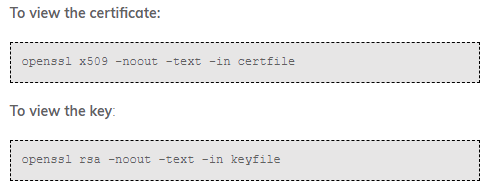 To view the certificate:
openssl x509 -noout -text -in certfile
To view the key:
openssl rsa -noout -text -in keyfile